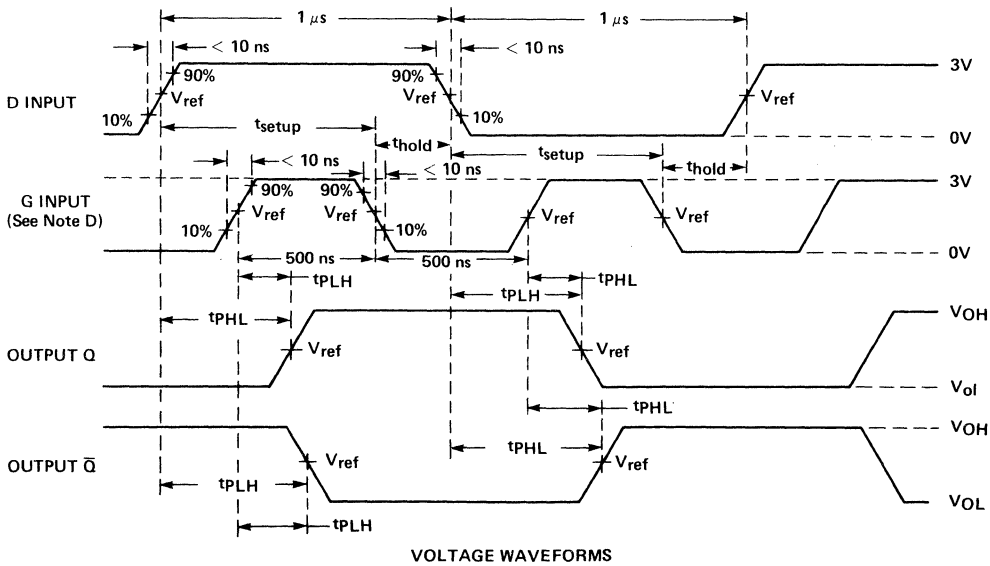 1 μs 1 μs
< 10 ns < 10 ns
90% 90% 3V
D INPUT Vref Vref Vref
10% 10%
tsetup 0V
thold tsetup thold
< 10 ns < 10 ns
90% 90% 3V
G INPUT Vref Vref Vref Vref
(See Note D)
10% 10%
500 ns 500 ns 0V
tPLH tPHL
tPLH
tPHL VOH
OUTPUT Q Vref Vref
Vol
tPHL
VOH
tPHL
OUTPUT Q̅ Vref Vref
tPLH
VOL
tPLH
VOLTAGE WAVEFORMS